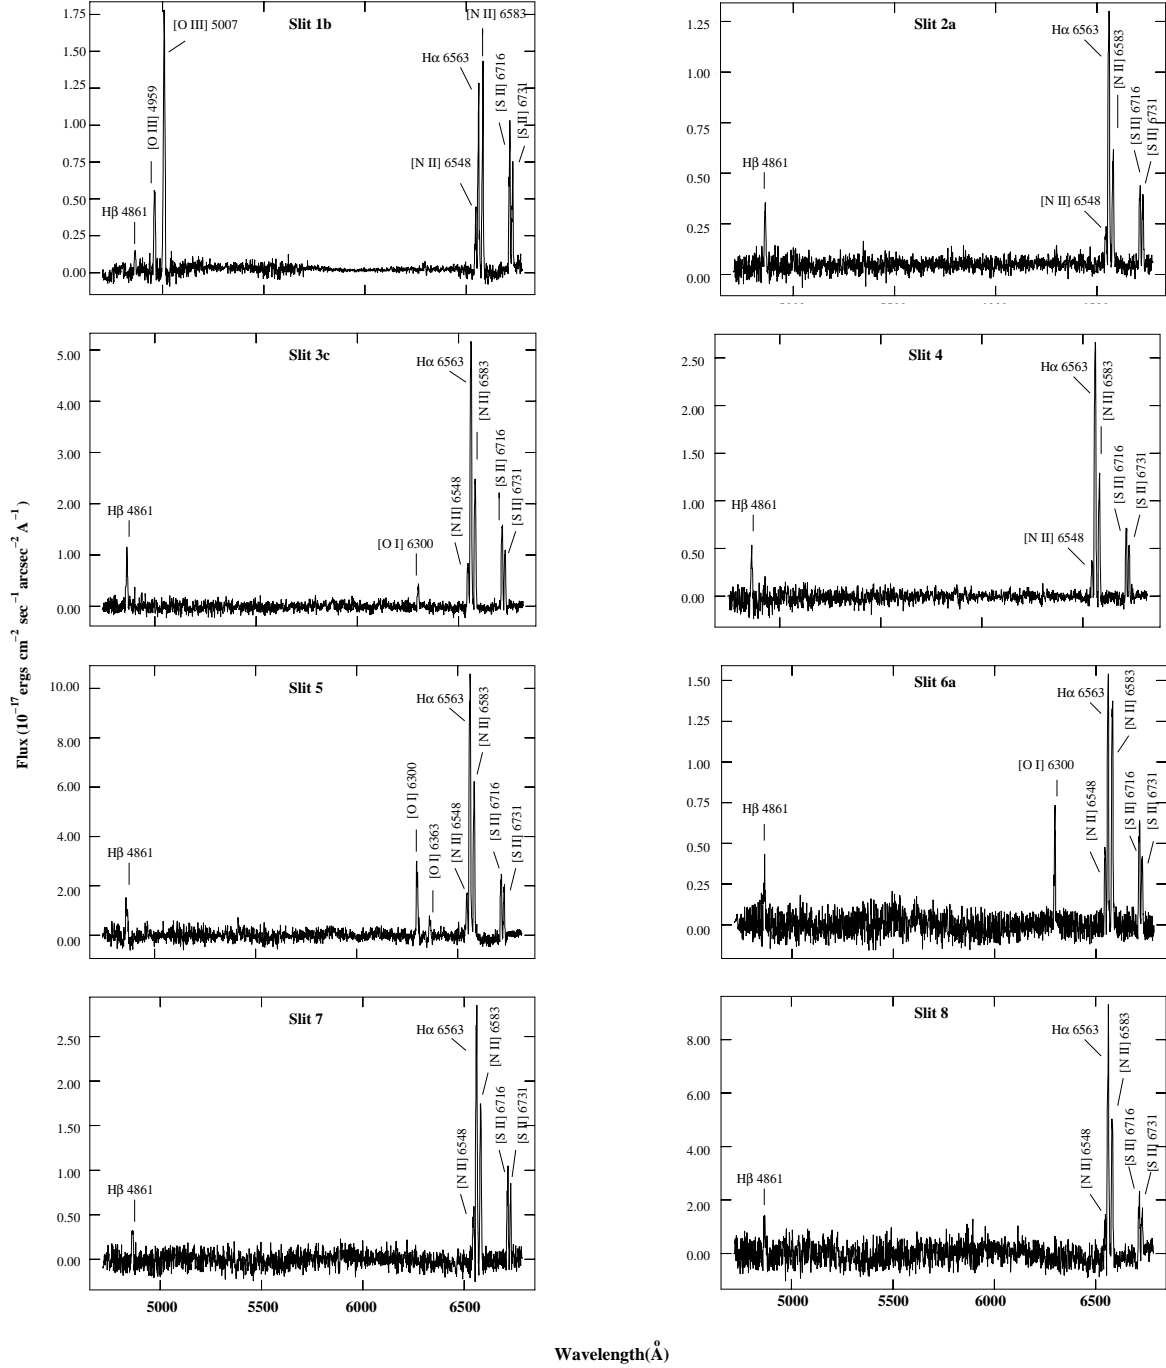 Slit 1b
[O III] 5007
[O III] 4959
Hβ 4861
[N II] 6548
Hα 6563
[N II] 6583
[S II] 6716
[S II] 6731
1.75
1.50
1.25
1.00
0.75
0.50
0.25
0.00
Slit 2a
Hβ 4861
[N II] 6548
Hα 6563
[N II] 6583
[S II] 6716
[S II] 6731
1.25
1.00
0.75
0.50
0.25
0.00
Slit 3c
Hβ 4861
[O I] 6300
[N II] 6548
Hα 6563
[N II] 6583
[S II] 6716
[S II] 6731
5.00
4.00
3.00
2.00
1.00
0.00
Slit 4
Hβ 4861
[N II] 6548
Hα 6563
[N II] 6583
[S II] 6716
[S II] 6731
2.50
2.00
1.50
1.00
0.50
0.00
Slit 5
Hβ 4861
[O I] 6300
[O I] 6363
[N II] 6548
Hα 6563
[N II] 6583
[S II] 6716
[S II] 6731
10.00
8.00
6.00
4.00
2.00
0.00
Slit 6a
Hβ 4861
[O I] 6300
[N II] 6548
Hα 6563
[N II] 6583
[S II] 6716
[S II] 6731
1.50
1.25
1.00
0.75
0.50
0.25
0.00
Slit 7
Hβ 4861
[N II] 6548
Hα 6563
[N II] 6583
[S II] 6716
[S II] 6731
2.50
2.00
1.50
1.00
0.50
0.00
5000 5500 6000 6500
Slit 8
Hβ 4861
[N II] 6548
Hα 6563
[N II] 6583
[S II] 6716
[S II] 6731
8.00
6.00
4.00
2.00
0.00
5000 5500 6000 6500
Flux (10⁻¹⁷ ergs cm⁻² sec⁻¹ arcsec⁻² A⁻¹)
Wavelength(Å)